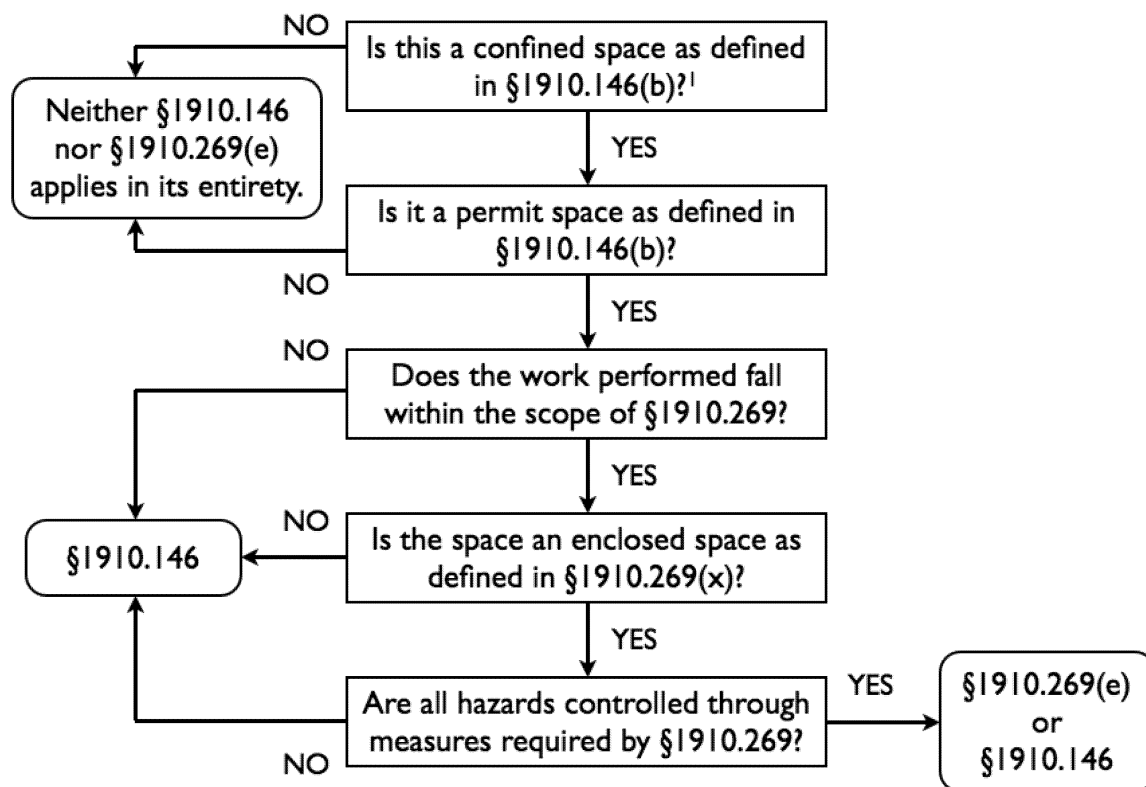 NO
Is this a confined space as defined
in §1910.146(b)?¹
Neither §1910.146
nor §1910.269(e)
applies in its entirety.
YES
Is it a permit space as defined in
§1910.146(b)?
NO
YES
NO
Does the work performed fall
within the scope of §1910.269?
YES
NO
Is the space an enclosed space as
defined in §1910.269(x)?
§1910.146
YES
Are all hazards controlled through
measures required by §1910.269?
YES
§1910.269(e)
or
§1910.146
NO